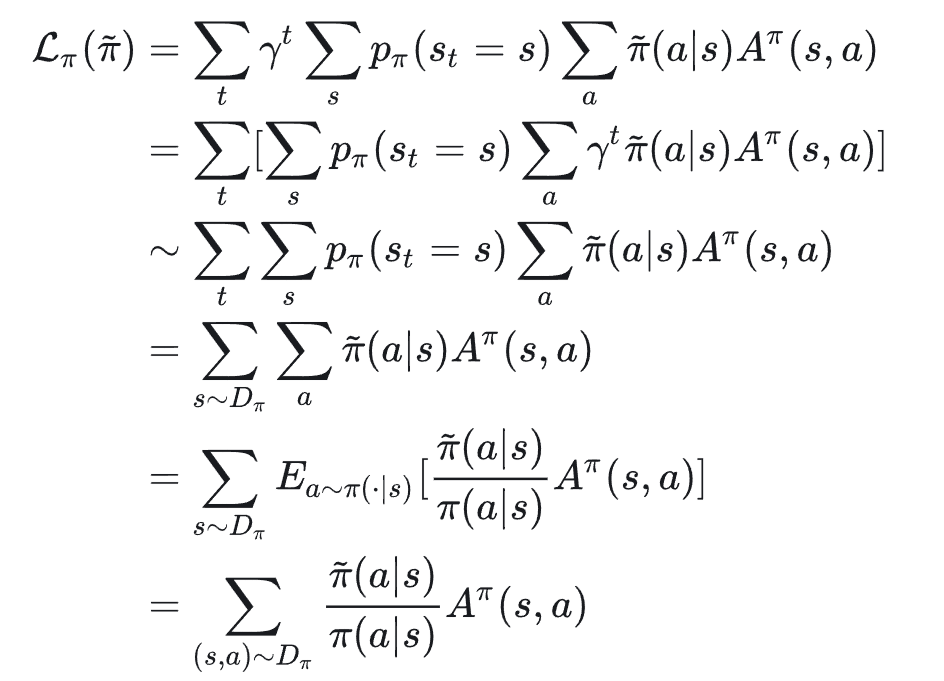 $\mathcal{L}_\pi(\tilde{\pi}) = \sum_t \gamma^t \sum_s p_\pi(s_t = s) \sum_a \tilde{\pi}(a|s) A^\pi(s, a)$
$= \sum_t [\sum_s p_\pi(s_t = s) \sum_a \gamma^t \tilde{\pi}(a|s) A^\pi(s, a)]$
$\sim \sum_t \sum_s p_\pi(s_t = s) \sum_a \tilde{\pi}(a|s) A^\pi(s, a)$
$= \sum_{s \sim D_\pi} \sum_a \tilde{\pi}(a|s) A^\pi(s, a)$
$= \sum_{s \sim D_\pi} E_{a \sim \pi(\cdot|s)} [\frac{\tilde{\pi}(a|s)}{\pi(a|s)} A^\pi(s, a)]$
$= \sum_{(s,a) \sim D_\pi} \frac{\tilde{\pi}(a|s)}{\pi(a|s)} A^\pi(s, a)$